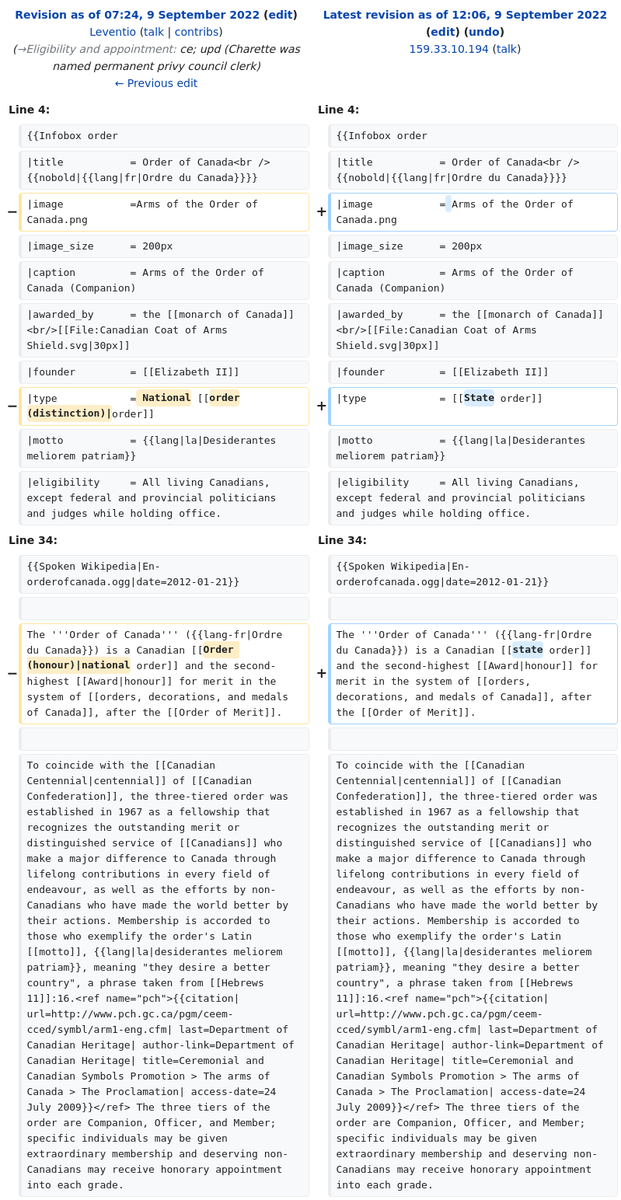 Revision as of 07:24, 9 September 2022 (edit)
Leventio (talk | contribs)
(→Eligibility and appointment: ce; upd (Charette was
named permanent privy council clerk)
← Previous edit
Latest revision as of 12:06, 9 September 2022
(edit) (undo)
159.33.10.194 (talk)
Line 4:
Line 4:
{{Infobox order
{{Infobox order
|title = Order of Canada<br />
{{nobold|{{lang|fr|Ordre du Canada}}}}
|title = Order of Canada<br />
{{nobold|{{lang|fr|Ordre du Canada}}}}
− |image =Arms of the Order of
Canada.png
+ |image = Arms of the Order of
Canada.png
|image_size = 200px
|image_size = 200px
|caption = Arms of the Order of
Canada (Companion)
|caption = Arms of the Order of
Canada (Companion)
|awarded_by = the [[monarch of Canada]]
<br/>[[File:Canadian Coat of Arms
Shield.svg|30px]]
|awarded_by = the [[monarch of Canada]]
<br/>[[File:Canadian Coat of Arms
Shield.svg|30px]]
|founder = [[Elizabeth II]]
|founder = [[Elizabeth II]]
− |type = National [[order
(distinction)|order]]
+ |type = [[State order]]
|motto = {{lang|la|Desiderantes
meliorem patriam}}
|motto = {{lang|la|Desiderantes
meliorem patriam}}
|eligibility = All living Canadians,
except federal and provincial politicians
and judges while holding office.
|eligibility = All living Canadians,
except federal and provincial politicians
and judges while holding office.
Line 34:
Line 34:
{{Spoken Wikipedia|En-
orderofcanada.ogg|date=2012-01-21}}
{{Spoken Wikipedia|En-
orderofcanada.ogg|date=2012-01-21}}
− The '''Order of Canada''' ({{lang-fr|Ordre
du Canada}}) is a Canadian [[Order
(honour)|national order]] and the second-
highest [[Award|honour]] for merit in the
system of [[orders, decorations, and medals
of Canada]], after the [[Order of Merit]].
+ The '''Order of Canada''' ({{lang-fr|Ordre
du Canada}}) is a Canadian [[state order]]
and the second-highest [[Award|honour]] for
merit in the system of [[orders,
decorations, and medals of Canada]], after
the [[Order of Merit]].
To coincide with the [[Canadian
Centennial|centennial]] of [[Canadian
Confederation]], the three-tiered order was
established in 1967 as a fellowship that
recognizes the outstanding merit or
distinguished service of [[Canadians]] who
make a major difference to Canada through
lifelong contributions in every field of
endeavour, as well as the efforts by non-
Canadians who have made the world better by
their actions. Membership is accorded to
those who exemplify the order's Latin
[[motto]], {{lang|la|desiderantes meliorem
patriam}}, meaning "they desire a better
country", a phrase taken from [[Hebrews
11]]:16.<ref name="pch">{{citation|
url=http://www.pch.gc.ca/pgm/ceem-
cced/symbl/arm1-eng.cfm| last=Department of
Canadian Heritage| author-link=Department of
Canadian Heritage| title=Ceremonial and
Canadian Symbols Promotion > The arms of
Canada > The Proclamation| access-date=24
July 2009}}</ref> The three tiers of the
order are Companion, Officer, and Member;
specific individuals may be given
extraordinary membership and deserving non-
Canadians may receive honorary appointment
into each grade.
To coincide with the [[Canadian
Centennial|centennial]] of [[Canadian
Confederation]], the three-tiered order was
established in 1967 as a fellowship that
recognizes the outstanding merit or
distinguished service of [[Canadians]] who
make a major difference to Canada through
lifelong contributions in every field of
endeavour, as well as the efforts by non-
Canadians who have made the world better by
their actions. Membership is accorded to
those who exemplify the order's Latin
[[motto]], {{lang|la|desiderantes meliorem
patriam}}, meaning "they desire a better
country", a phrase taken from [[Hebrews
11]]:16.<ref name="pch">{{citation|
url=http://www.pch.gc.ca/pgm/ceem-
cced/symbl/arm1-eng.cfm| last=Department of
Canadian Heritage| author-link=Department of
Canadian Heritage| title=Ceremonial and
Canadian Symbols Promotion > The arms of
Canada > The Proclamation| access-date=24
July 2009}}</ref> The three tiers of the
order are Companion, Officer, and Member;
specific individuals may be given
extraordinary membership and deserving non-
Canadians may receive honorary appointment
into each grade.